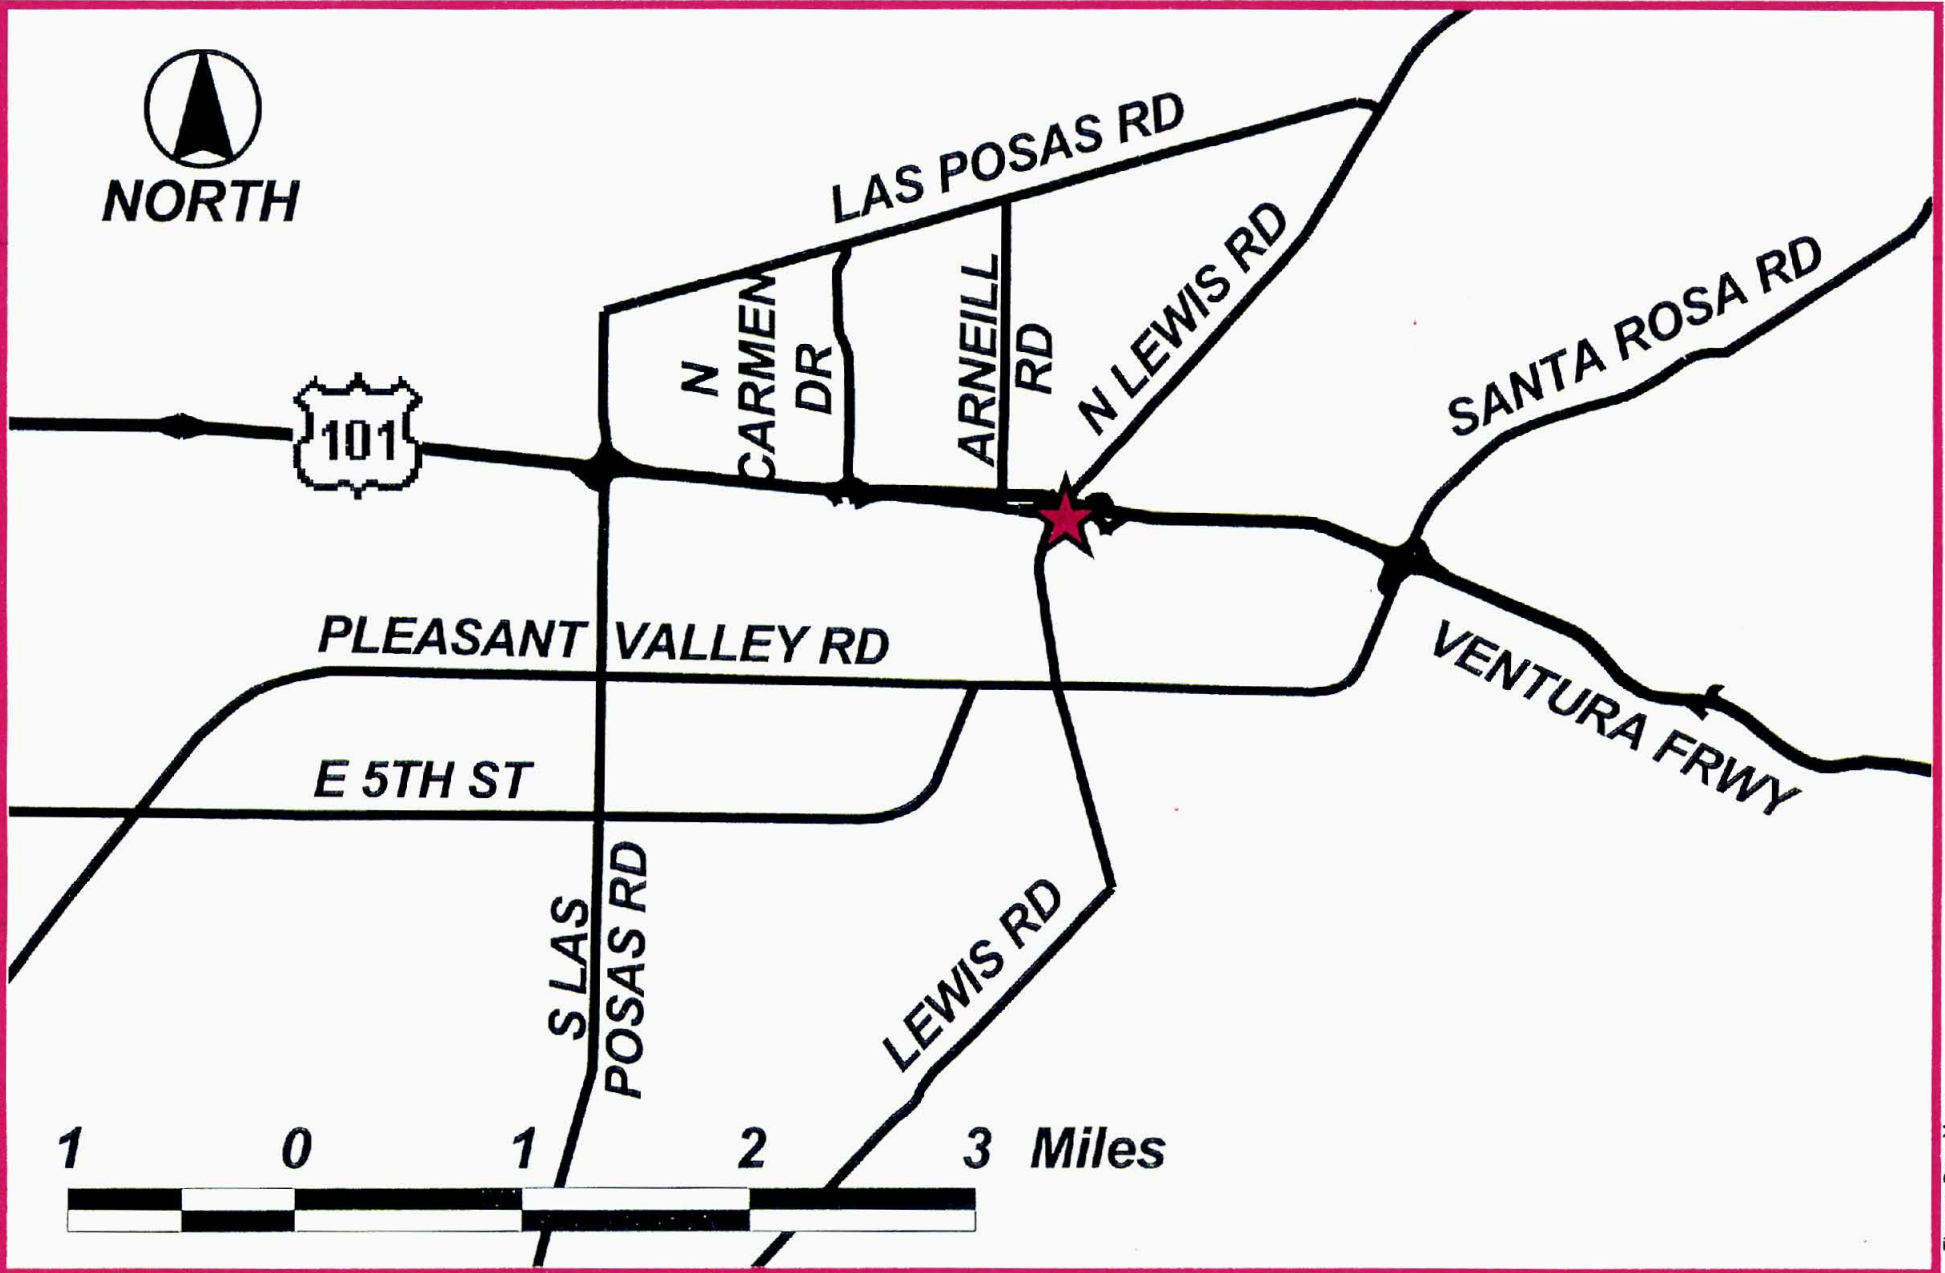 NORTH
LAS POSAS RD
N
CARMEN
DR
ARNEILL
RD
N LEWIS RD
SANTA ROSA RD
101
PLEASANT VALLEY RD
VENTURA FRWY
E 5TH ST
S LAS
POSAS RD
LEWIS RD
1 0 1 2 3 Miles